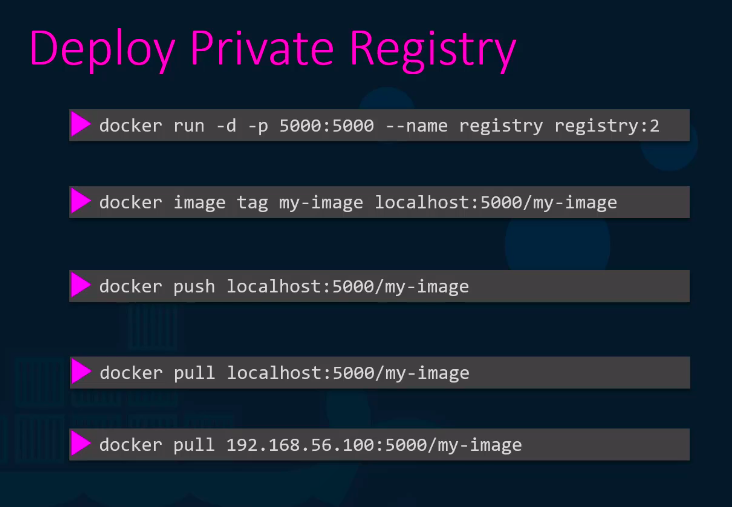 Deploy Private Registry
docker run -d -p 5000:5000 --name registry registry:2
docker image tag my-image localhost:5000/my-image
docker push localhost:5000/my-image
docker pull localhost:5000/my-image
docker pull 192.168.56.100:5000/my-image